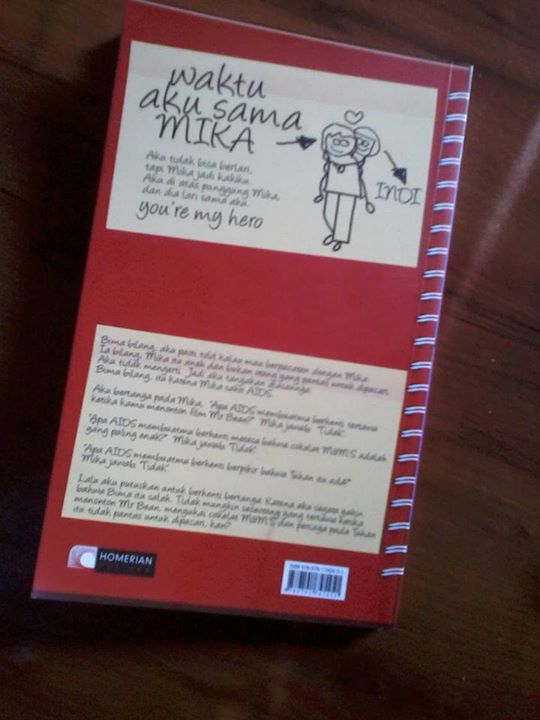 waktu
aku sama
MIKA
Aku tidak bisa berlari,
tapi Mika jadi kakiku.
Aku di atas punggung Mika,
dan dia lari sama aku.
you're my hero
INDI
Bima bilang, aku pasti tolol kalau mau berpacaran dengan Mika
Ia bilang, Mika itu aneh dan bukan orang yang pantas untuk dipacari.
Aku tidak mengerti. Jadi aku tanyakan alasannya
Bima bilang, itu karena Mika sakit AIDS.
Aku bertanya pada Mika, "Apa AIDS membuatmu berhenti tertawa
ketika kamu menonton film Mr Bean?" Mika jawab "Tidak".
"Apa AIDS membuatmu berhenti merasa bahwa cokelat M&M'S adalah
yang paling enak?" Mika jawab "Tidak".
"Apa AIDS membuatmu berhenti berpikir bahwa Tuhan itu ada?"
Mika jawab "Tidak".
Lalu aku putuskan untuk berhenti bertanya. Karena aku yakin
bahwa Bima itu salah. Tidak mungkin seseorang yang tertawa ketika
menonton Mr Bean, menyukai cokelat M&M'S dan percaya pada Tuhan
itu tidak pantas untuk dipacari, kan?
HOMERIAN
ISBN